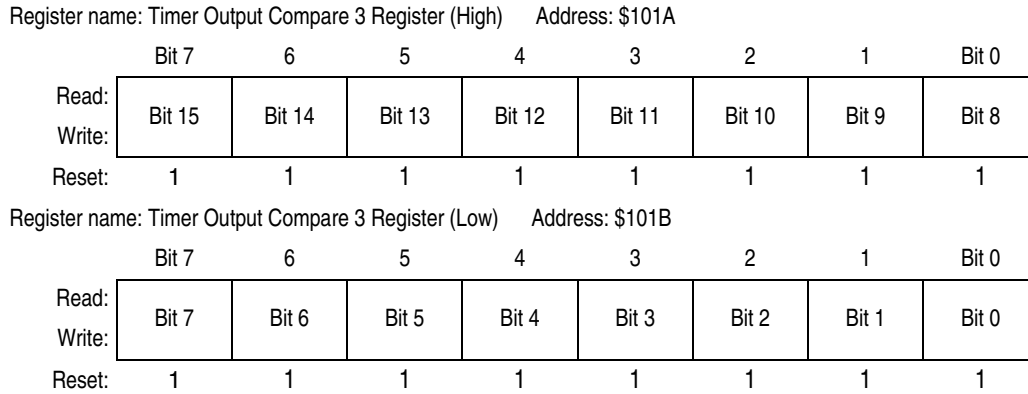 Register name: Timer Output Compare 3 Register (High) Address: $101A
Bit 7 6 5 4 3 2 1 Bit 0
Read:
Bit 15 Bit 14 Bit 13 Bit 12 Bit 11 Bit 10 Bit 9 Bit 8
Write:
Reset: 1 1 1 1 1 1 1 1
Register name: Timer Output Compare 3 Register (Low) Address: $101B
Bit 7 6 5 4 3 2 1 Bit 0
Read:
Bit 7 Bit 6 Bit 5 Bit 4 Bit 3 Bit 2 Bit 1 Bit 0
Write:
Reset: 1 1 1 1 1 1 1 1